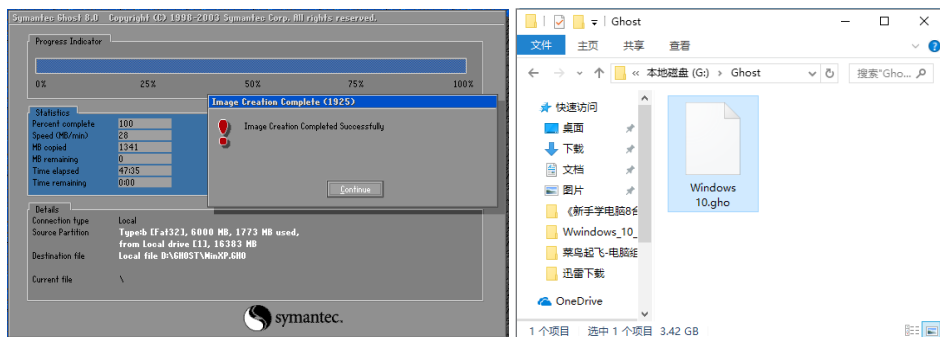 Symantec Ghost 8.0 Copyright (C) 1998-2003 Symantec Corp. All rights reserved.
Progress Indicator
0% 25% 50% 75% 100%
Statistics
Percent complete 100
Speed (MB/min) 28
MB copied 1341
MB remaining 0
Time elapsed 47:35
Time remaining 0:00
Image Creation Complete (1925)
Image Creation Completed Successfully
Continue
Details
Connection type Local
Source Partition Type:b [Fat32], 6000 MB, 1773 MB used,
from Local drive [1], 16383 MB
Destination file Local file D:\GHOST\WinXP.GHO
Current file \
symantec.
Ghost
文件 主页 共享 查看
« 本地磁盘 (G:) › Ghost
搜索"Gho...
快速访问
桌面
下载
文档
图片
《新手学电脑8合
Wwindows_10_
菜鸟起飞-电脑组
迅雷下载
OneDrive
Windows
10.gho
1 个项目 选中 1 个项目 3.42 GB